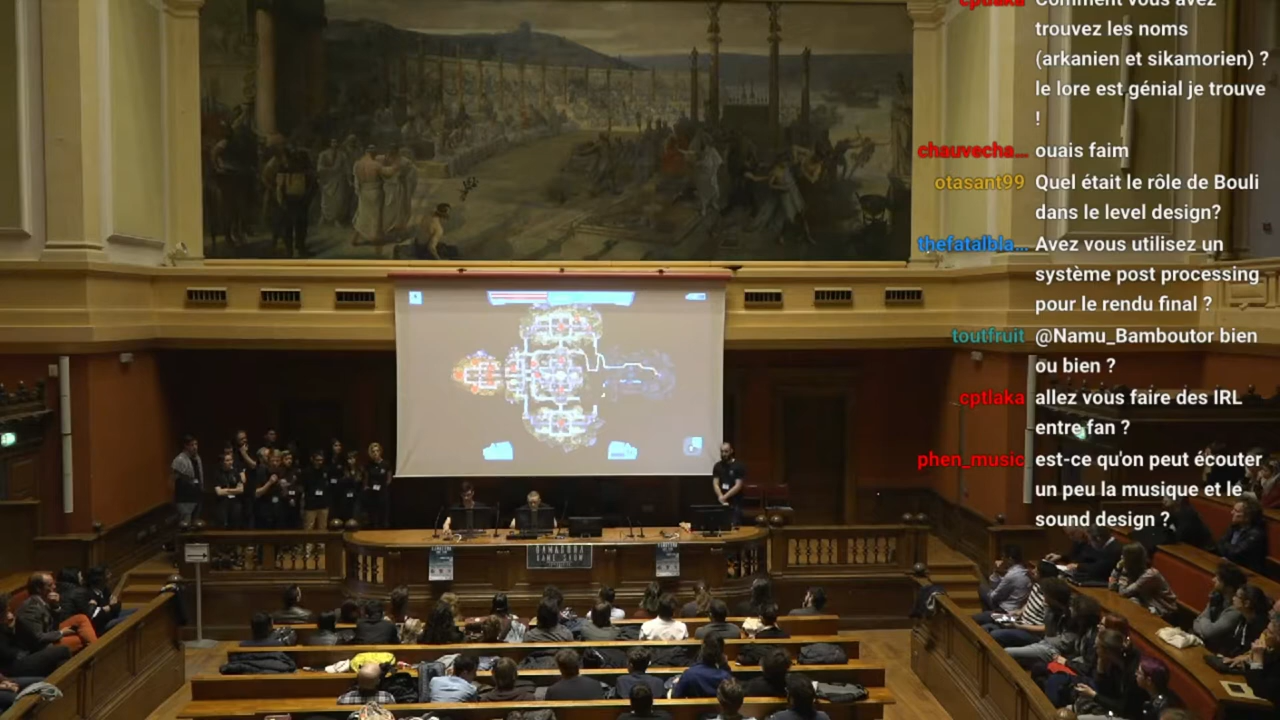 cptlaka Comment vous avez
trouvez les noms
(arkanien et sikamorien) ?
le lore est génial je trouve
!
chauvecha... ouais faim
otasant99 Quel était le rôle de Bouli
dans le level design?
thefatalbla... Avez vous utilisez un
système post processing
pour le rendu final ?
toutfruit @Namu_Bamboutor bien
ou bien ?
cptlaka allez vous faire des IRL
entre fan ?
phen_music est-ce qu'on peut écouter
un peu la musique et le
sound design ?